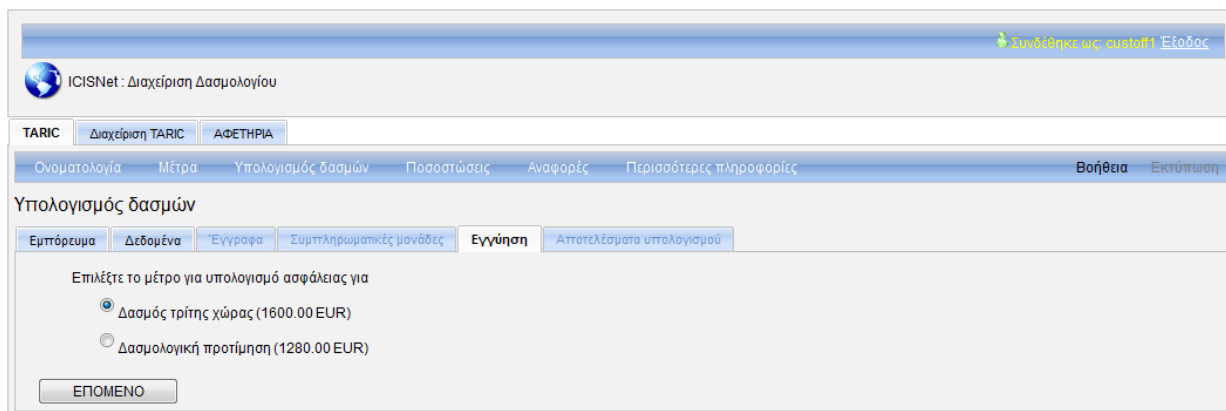 Συνδέθηκε ως: custoff1 Έξοδος
ICISNet : Διαχείριση Δασμολογίου
TARIC Διαχείριση TARIC ΑΦΕΤΗΡΙΑ
Ονοματολογία Μέτρα Υπολογισμός δασμών Ποσοστώσεις Αναφορές Περισσότερες πληροφορίες Βοήθεια Εκτύπωση
Υπολογισμός δασμών
Εμπόρευμα Δεδομένα Έγγραφα Συμπληρωματικές μονάδες Εγγύηση Αποτελέσματα υπολογισμού
Επιλέξτε το μέτρο για υπολογισμό ασφάλειας για
Δασμός τρίτης χώρας (1600.00 EUR)
Δασμολογική προτίμηση (1280.00 EUR)
ΕΠΟΜΕΝΟ